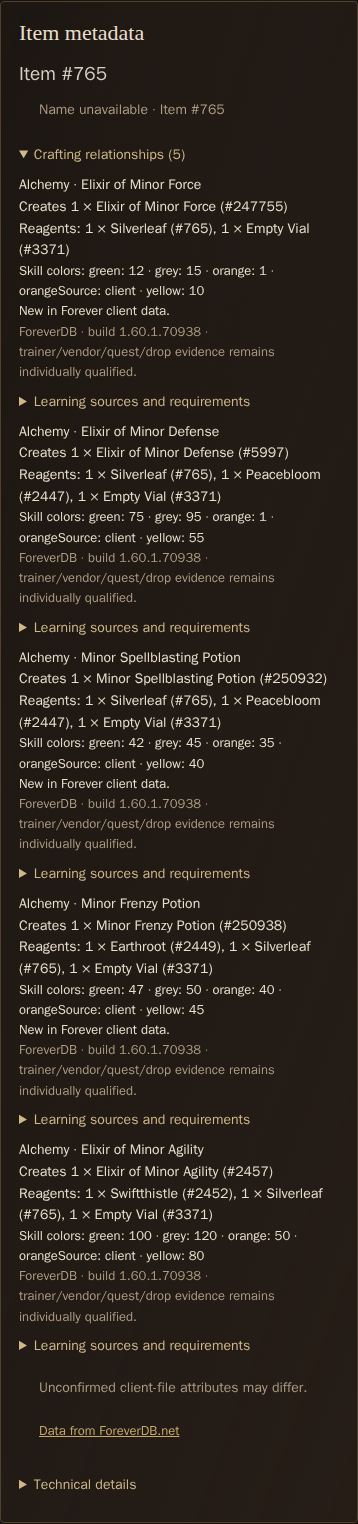 Item metadata
Item #765
Name unavailable · Item #765
▼ Crafting relationships (5)
Alchemy · Elixir of Minor Force
Creates 1 × Elixir of Minor Force (#247755)
Reagents: 1 × Silverleaf (#765), 1 × Empty Vial
(#3371)
Skill colors: green: 12 · grey: 15 · orange: 1 ·
orangeSource: client · yellow: 10
New in Forever client data.
ForeverDB · build 1.60.1.70938 ·
trainer/vendor/quest/drop evidence remains
individually qualified.
▶ Learning sources and requirements
Alchemy · Elixir of Minor Defense
Creates 1 × Elixir of Minor Defense (#5997)
Reagents: 1 × Silverleaf (#765), 1 × Peacebloom
(#2447), 1 × Empty Vial (#3371)
Skill colors: green: 75 · grey: 95 · orange: 1 ·
orangeSource: client · yellow: 55
ForeverDB · build 1.60.1.70938 ·
trainer/vendor/quest/drop evidence remains
individually qualified.
▶ Learning sources and requirements
Alchemy · Minor Spellblasting Potion
Creates 1 × Minor Spellblasting Potion (#250932)
Reagents: 1 × Silverleaf (#765), 1 × Peacebloom
(#2447), 1 × Empty Vial (#3371)
Skill colors: green: 42 · grey: 45 · orange: 35 ·
orangeSource: client · yellow: 40
New in Forever client data.
ForeverDB · build 1.60.1.70938 ·
trainer/vendor/quest/drop evidence remains
individually qualified.
▶ Learning sources and requirements
Alchemy · Minor Frenzy Potion
Creates 1 × Minor Frenzy Potion (#250938)
Reagents: 1 × Earthroot (#2449), 1 × Silverleaf
(#765), 1 × Empty Vial (#3371)
Skill colors: green: 47 · grey: 50 · orange: 40 ·
orangeSource: client · yellow: 45
New in Forever client data.
ForeverDB · build 1.60.1.70938 ·
trainer/vendor/quest/drop evidence remains
individually qualified.
▶ Learning sources and requirements
Alchemy · Elixir of Minor Agility
Creates 1 × Elixir of Minor Agility (#2457)
Reagents: 1 × Swiftthistle (#2452), 1 × Silverleaf
(#765), 1 × Empty Vial (#3371)
Skill colors: green: 100 · grey: 120 · orange: 50 ·
orangeSource: client · yellow: 80
ForeverDB · build 1.60.1.70938 ·
trainer/vendor/quest/drop evidence remains
individually qualified.
▶ Learning sources and requirements
Unconfirmed client-file attributes may differ.
Data from ForeverDB.net
▶ Technical details